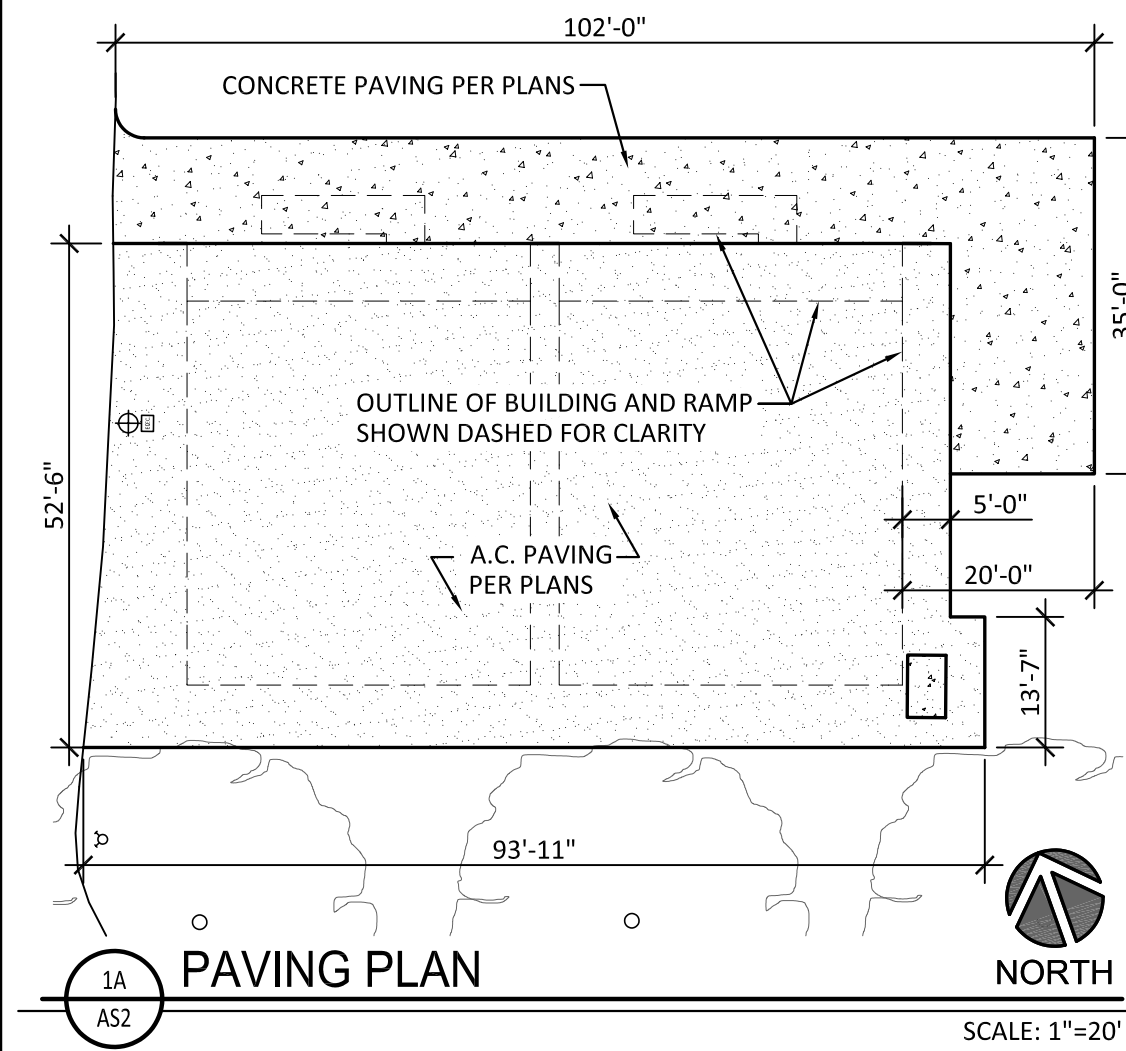 102'-0"
CONCRETE PAVING PER PLANS
35'-0"
52'-6"
OUTLINE OF BUILDING AND RAMP
SHOWN DASHED FOR CLARITY
5'-0"
A.C. PAVING
PER PLANS
20'-0"
13'-7"
93'-11"
1A
AS2
PAVING PLAN
NORTH
SCALE: 1"=20'